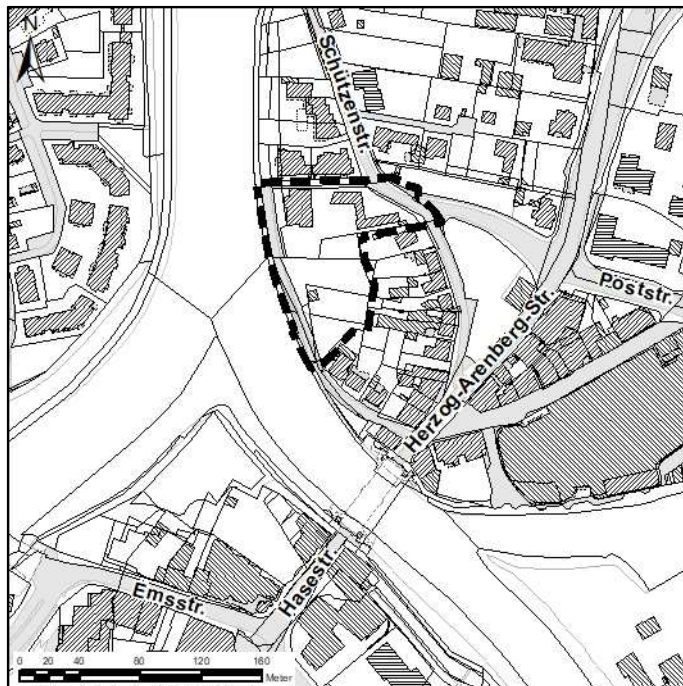 N
Schützenstr.
Poststr.
Herzog-Arenberg-Str.
Hasestr.
Emsstr.
0 20 40 80 120 160
Meter